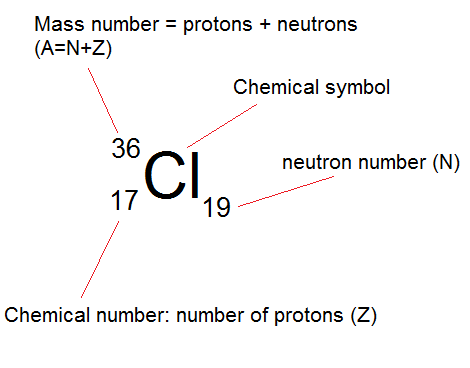 Mass number = protons + neutrons
(A=N+Z)
Chemical symbol
36
Cl
neutron number (N)
17
19
Chemical number: number of protons (Z)